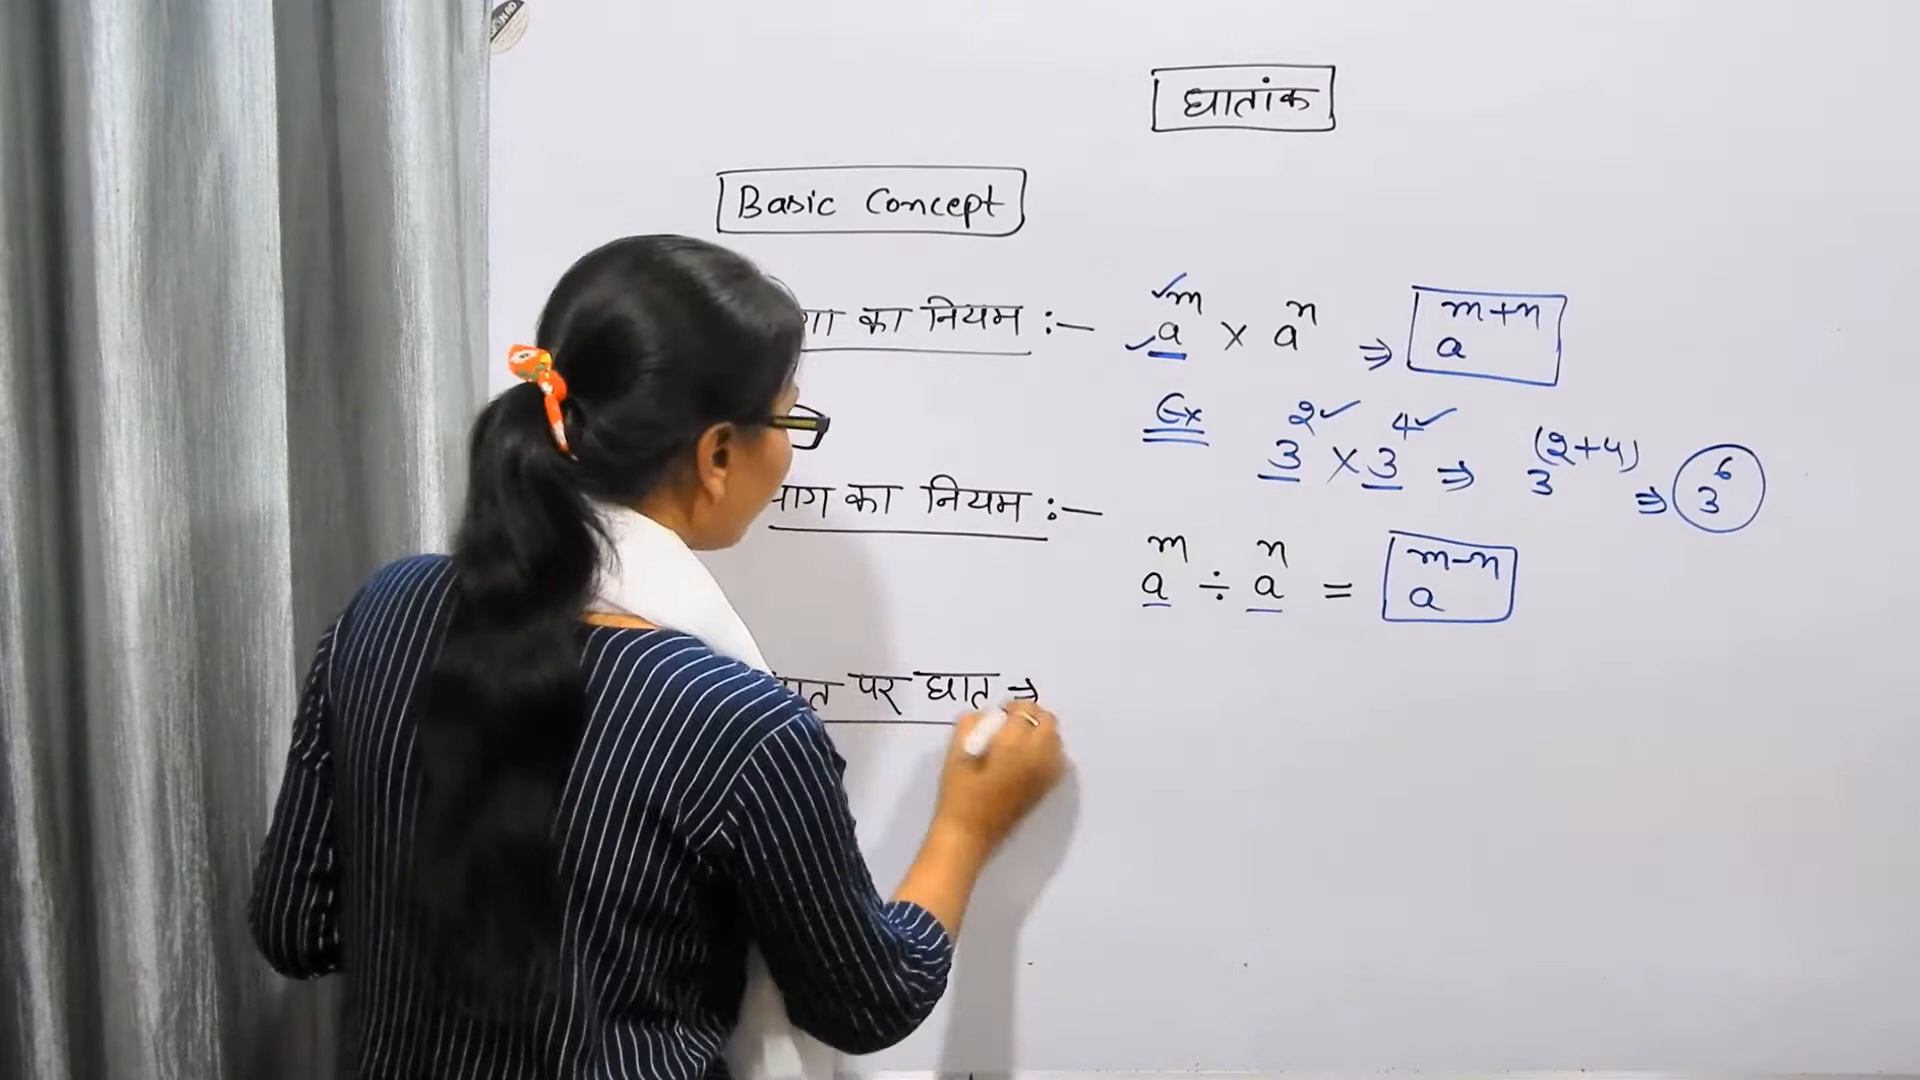 घातांक
Basic Concept
का नियम :— aᵐ × aⁿ ⇒ aᵐ⁺ⁿ
Ex 3² × 3⁴ ⇒ 3⁽²⁺⁴⁾ ⇒ 3⁶
का नियम :—
aᵐ ÷ aⁿ = aᵐ⁻ⁿ
पर घात ⇒